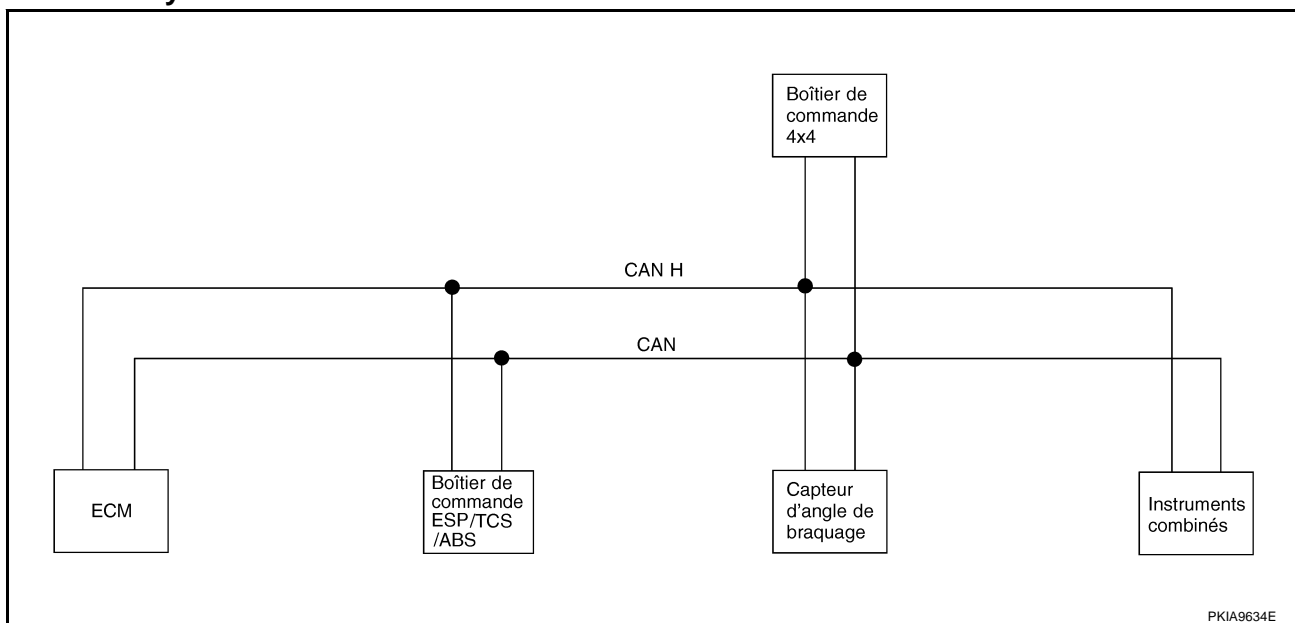 Boîtier de
commande
4x4
CAN H
CAN
ECM
Boîtier de
commande
ESP/TCS
/ABS
Capteur
d'angle de
braquage
Instruments
combinés
PKIA9634E